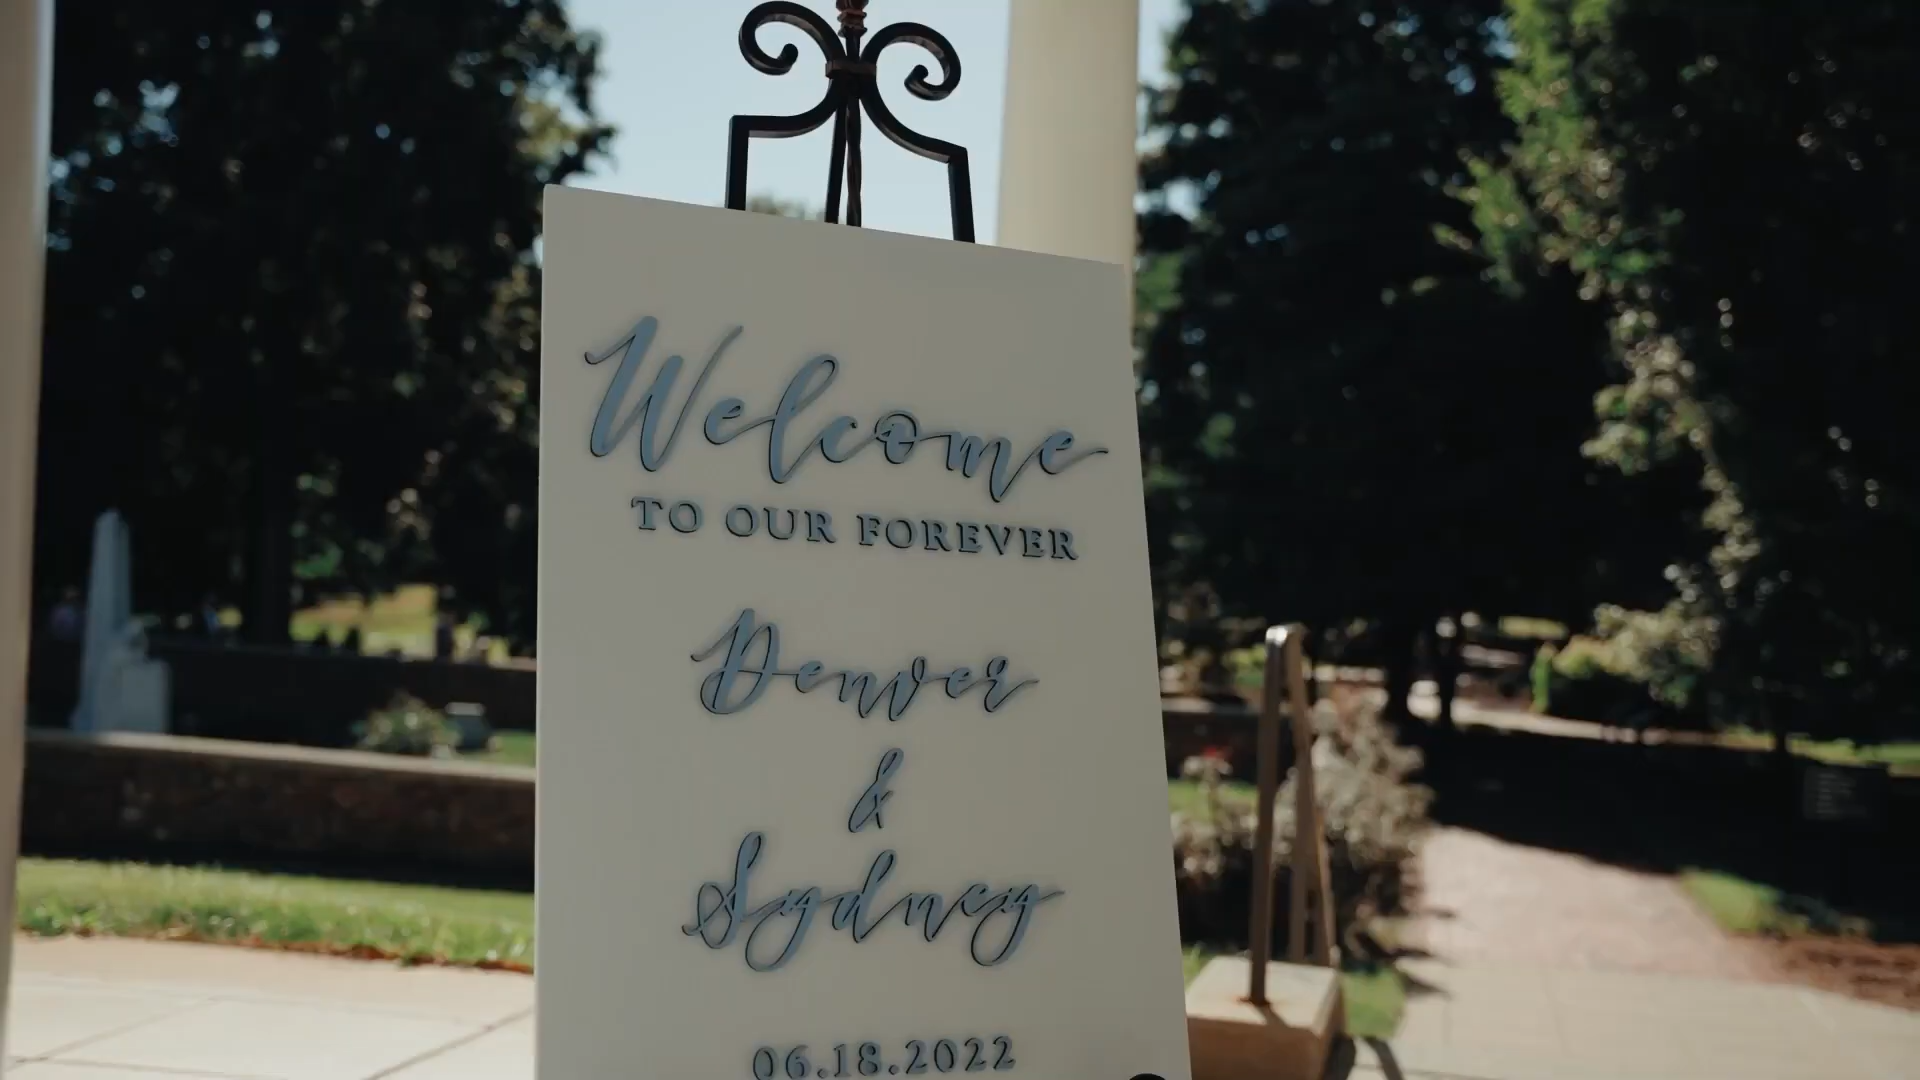 Welcome
TO OUR FOREVER
Denver
&
Sydney
06.18.2022